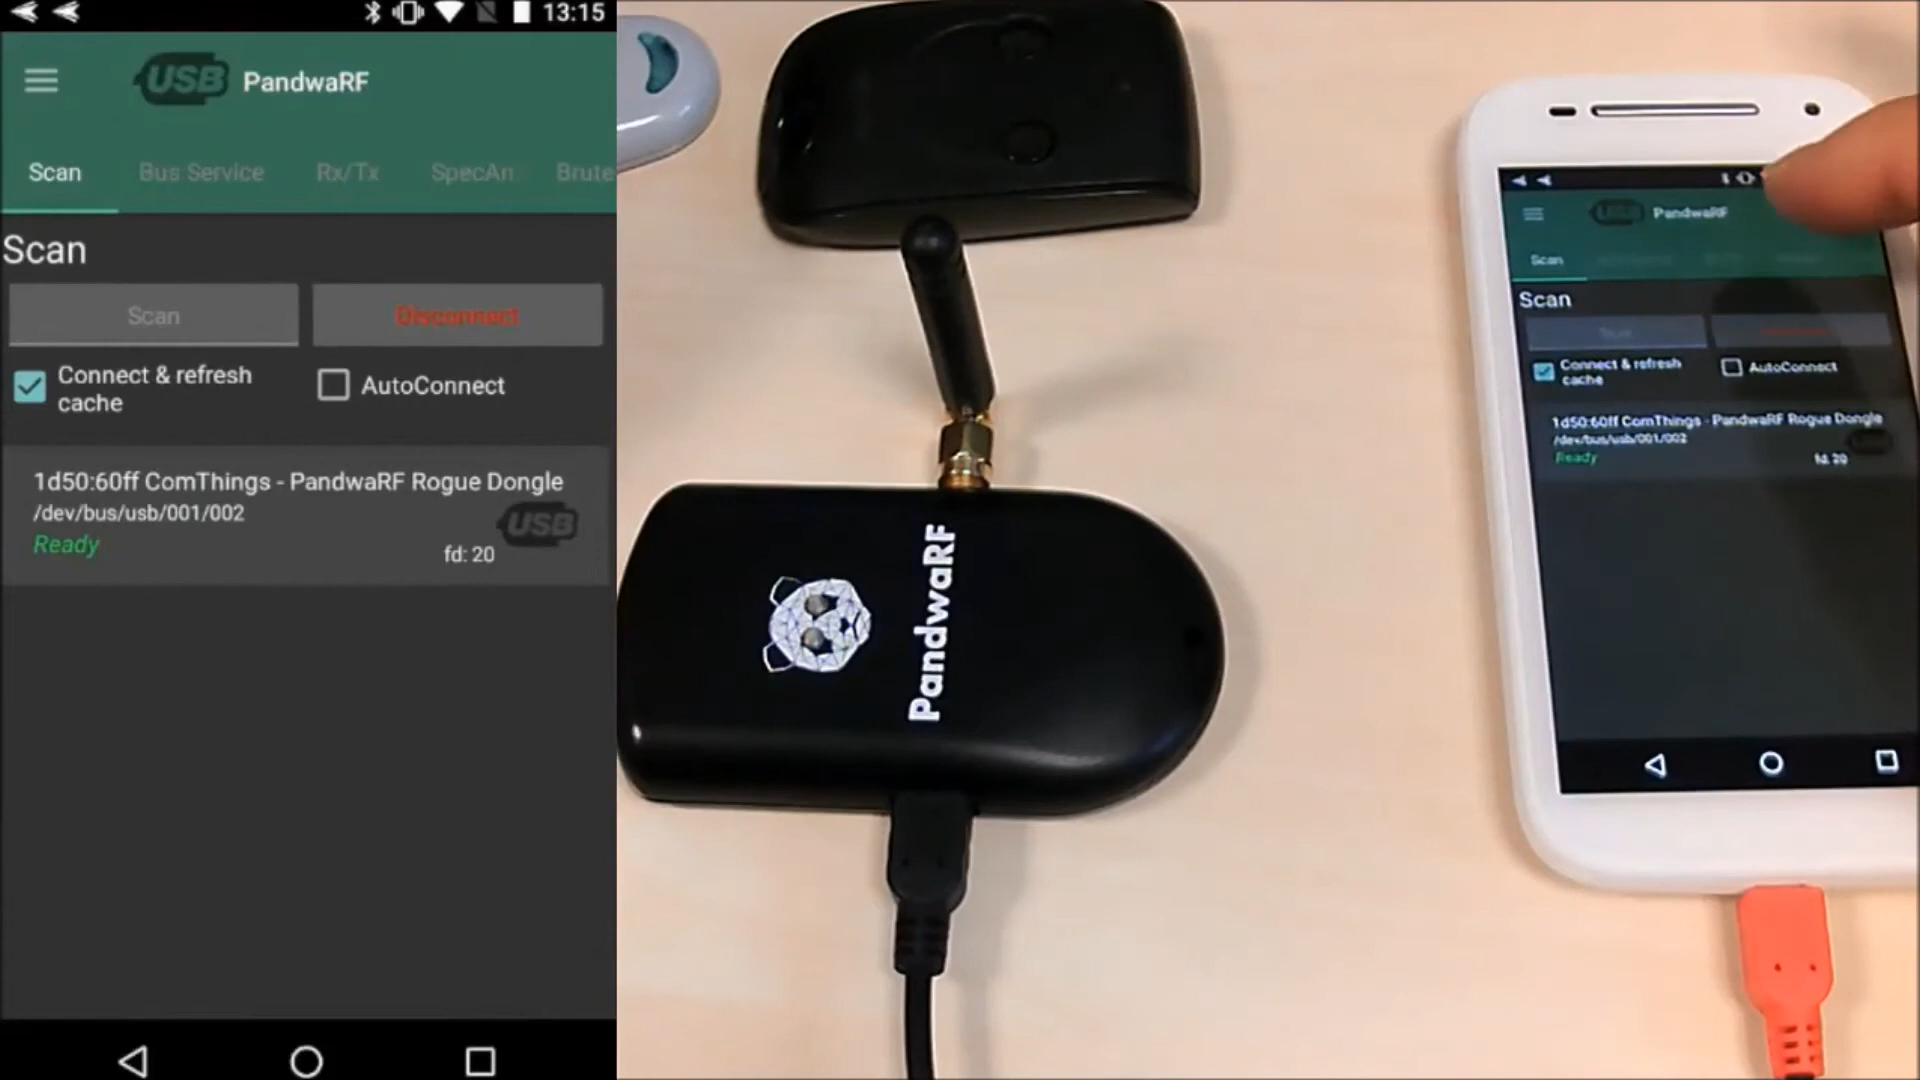 13:15
USB PandwaRF
Scan Bus Service Rx/Tx SpecAn Brute
Scan
Scan Disconnect
Connect & refresh
cache
AutoConnect
1d50:60ff ComThings - PandwaRF Rogue Dongle
/dev/bus/usb/001/002
USB
Ready
fd: 20
PandwaRF
USB PandwaRF
Scan
Scan
Connect & refresh
cache
AutoConnect
1d50:60ff ComThings - PandwaRF Rogue Dongle
/dev/bus/usb/001/002
Ready
fd: 20